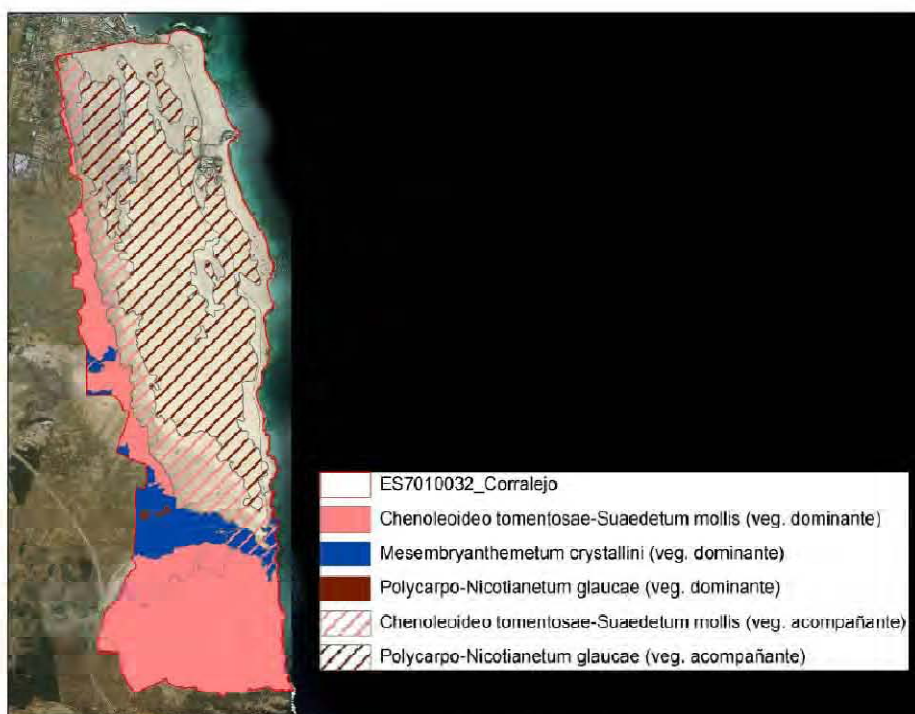 ES7010032_Corralejo
Chenoleoideo tomentosae-Suaedetum mollis (veg. dominante)
Mesembryanthemetum crystallini (veg. dominante)
Polycarpo-Nicotianetum glaucae (veg. dominante)
Chenoleoideo tomentosae-Suaedetum mollis (veg. acompañante)
Polycarpo-Nicotianetum glaucae (veg. acompañante)